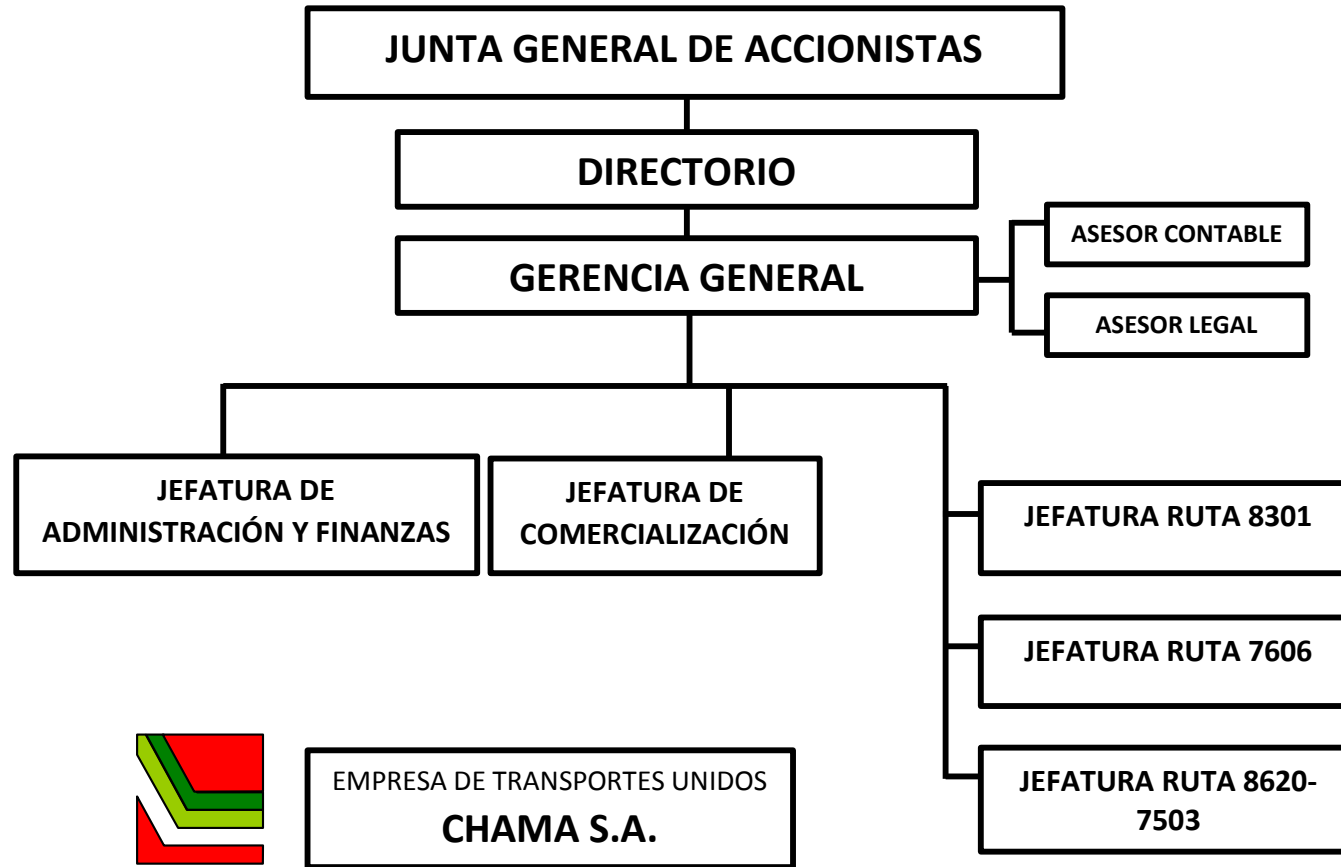 JUNTA GENERAL DE ACCIONISTAS
DIRECTORIO
ASESOR CONTABLE
GERENCIA GENERAL
ASESOR LEGAL
JEFATURA DE
ADMINISTRACIÓN Y FINANZAS
JEFATURA DE
COMERCIALIZACIÓN
JEFATURA RUTA 8301
JEFATURA RUTA 7606
JEFATURA RUTA 8620-
7503
EMPRESA DE TRANSPORTES UNIDOS
CHAMA S.A.